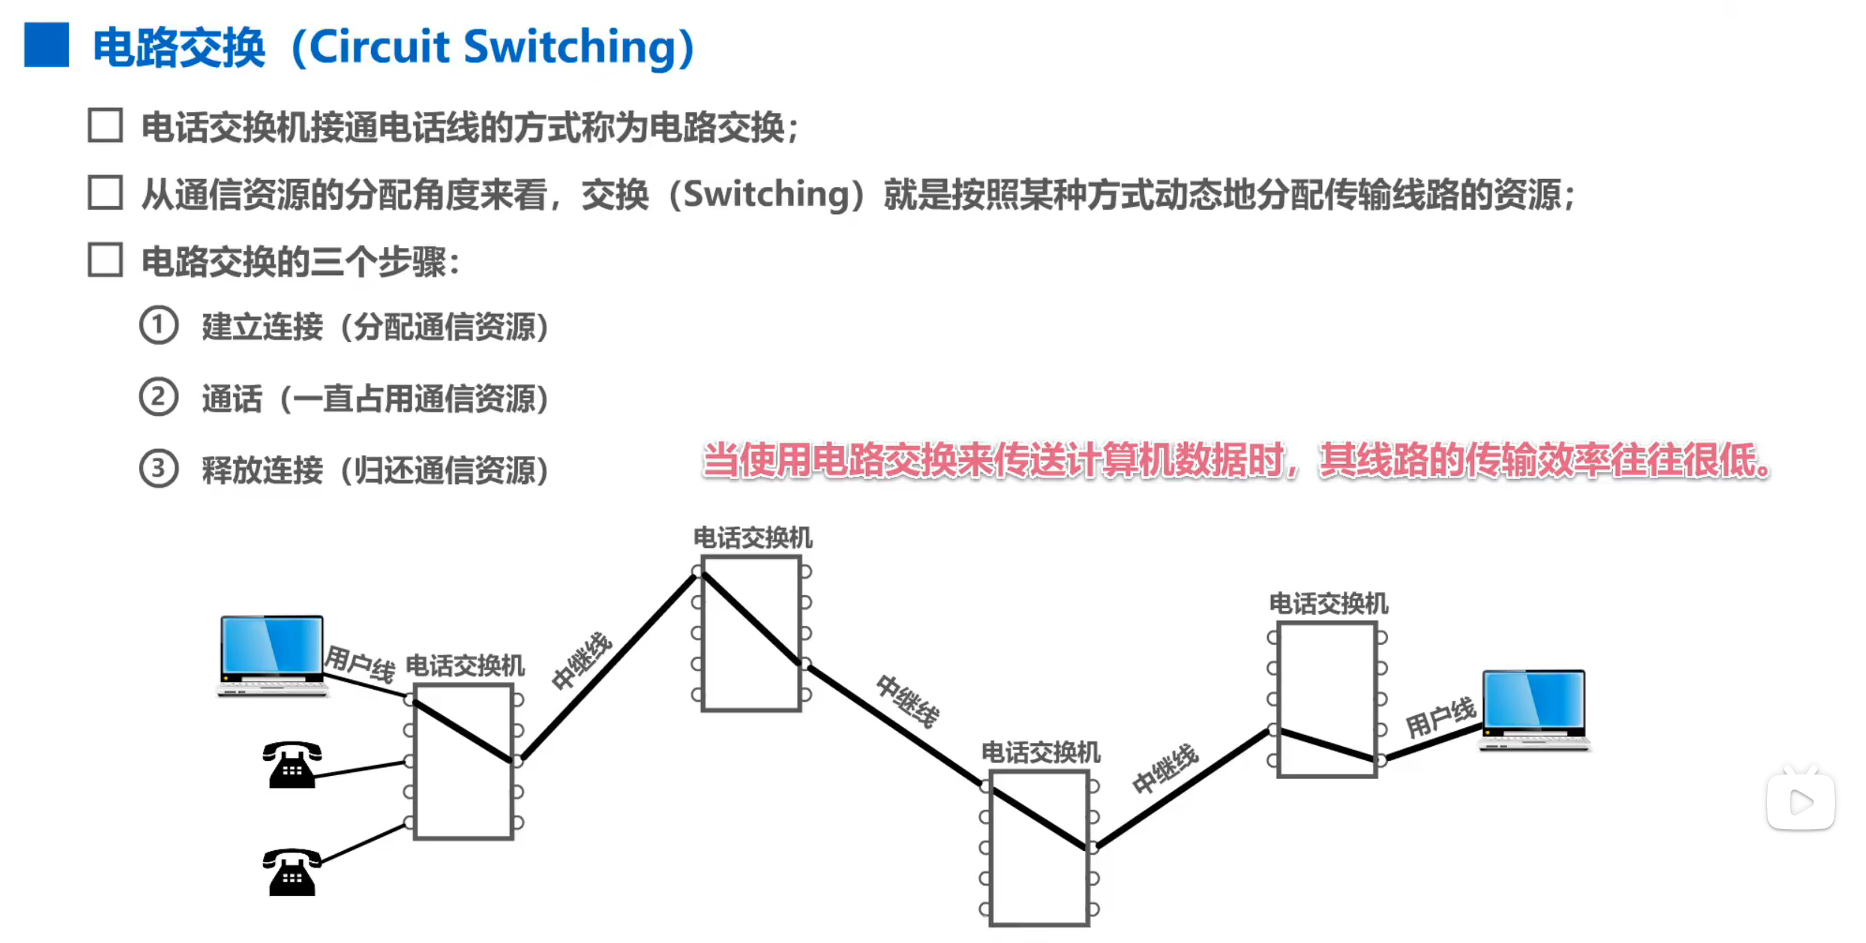 电路交换（Circuit Switching）
电话交换机接通电话线的方式称为电路交换；
从通信资源的分配角度来看，交换（Switching）就是按照某种方式动态地分配传输线路的资源；
电路交换的三个步骤：
① 建立连接（分配通信资源）
② 通话（一直占用通信资源）
③ 释放连接（归还通信资源）
当使用电路交换来传送计算机数据时，其线路的传输效率往往很低。
电话交换机
电话交换机
用户线
电话交换机
中继线
中继线
用户线
电话交换机
中继线